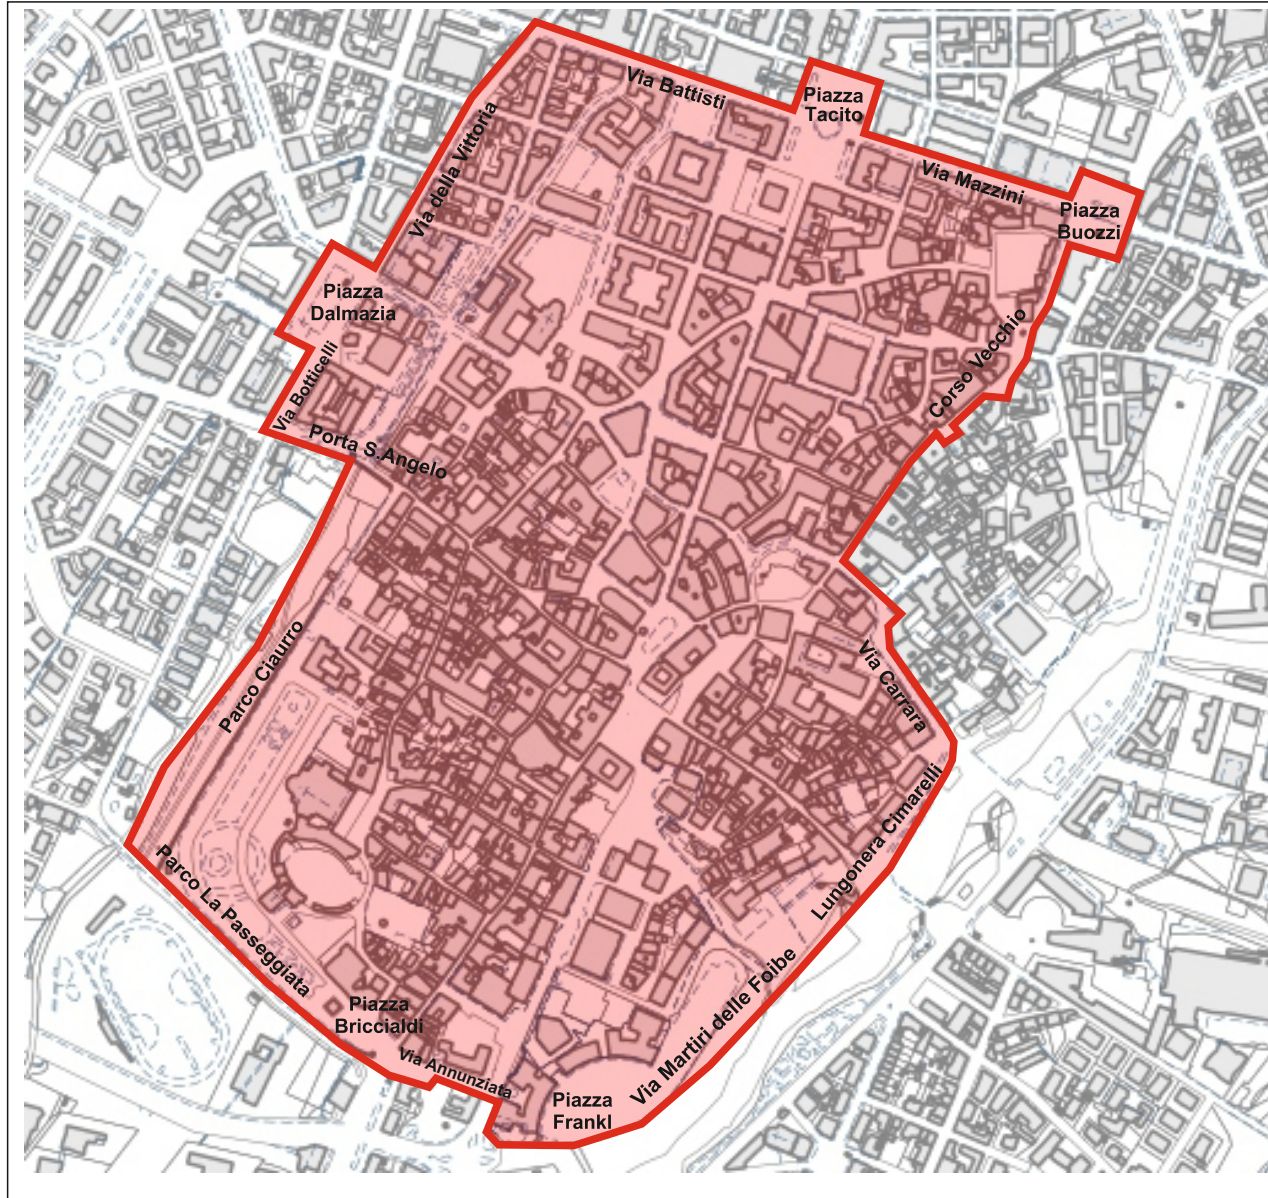 Via Battisti
Piazza
Tacito
Via della Vittoria
Via Mazzini
Piazza
Buozzi
Piazza
Dalmazia
Corso Vecchio
Via Botticelli
Porta S.Angelo
Parco Ciaurro
Via Carrara
Lungonera Cimarelli
Parco La Passeggiata
Piazza
Briccialdi
Via Martiri delle Foibe
Via Annunziata
Piazza
Frankl